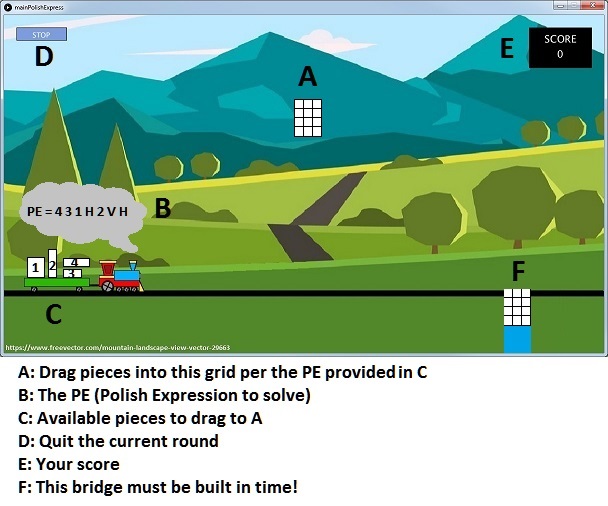 mainPolishExpress
STOP
D
E
SCORE
0
A
PE = 4 3 1 H 2 V H
B
1
2
4
3
C
F
https://www.freevector.com/mountain-landscape-view-vector-29663
A: Drag pieces into this grid per the PE provided in C
B: The PE (Polish Expression to solve)
C: Available pieces to drag to A
D: Quit the current round
E: Your score
F: This bridge must be built in time!